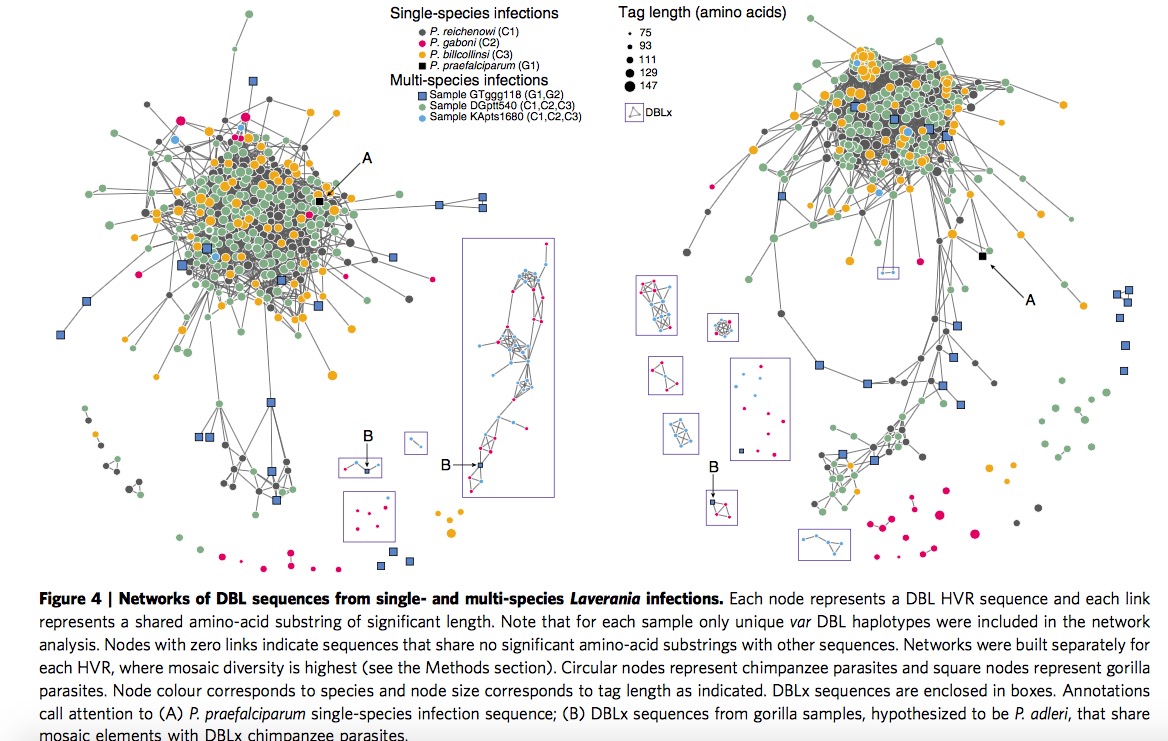 Single-species infections
P. reichenowi (C1)
P. gaboni (C2)
P. billcollinsi (C3)
P. praefalciparum (G1)
Multi-species infections
Sample GTggg118 (G1,G2)
Sample DGptt540 (C1,C2,C3)
Sample KApts1680 (C1,C2,C3)
Tag length (amino acids)
75
93
111
129
147
DBLx
A
B
B
A
B
Figure 4 | Networks of DBL sequences from single- and multi-species Laverania infections. Each node represents a DBL HVR sequence and each link
represents a shared amino-acid substring of significant length. Note that for each sample only unique var DBL haplotypes were included in the network
analysis. Nodes with zero links indicate sequences that share no significant amino-acid substrings with other sequences. Networks were built separately for
each HVR, where mosaic diversity is highest (see the Methods section). Circular nodes represent chimpanzee parasites and square nodes represent gorilla
parasites. Node colour corresponds to species and node size corresponds to tag length as indicated. DBLx sequences are enclosed in boxes. Annotations
call attention to (A) P. praefalciparum single-species infection sequence; (B) DBLx sequences from gorilla samples, hypothesized to be P. adleri, that share
mosaic elements with DBLx chimpanzee parasites.